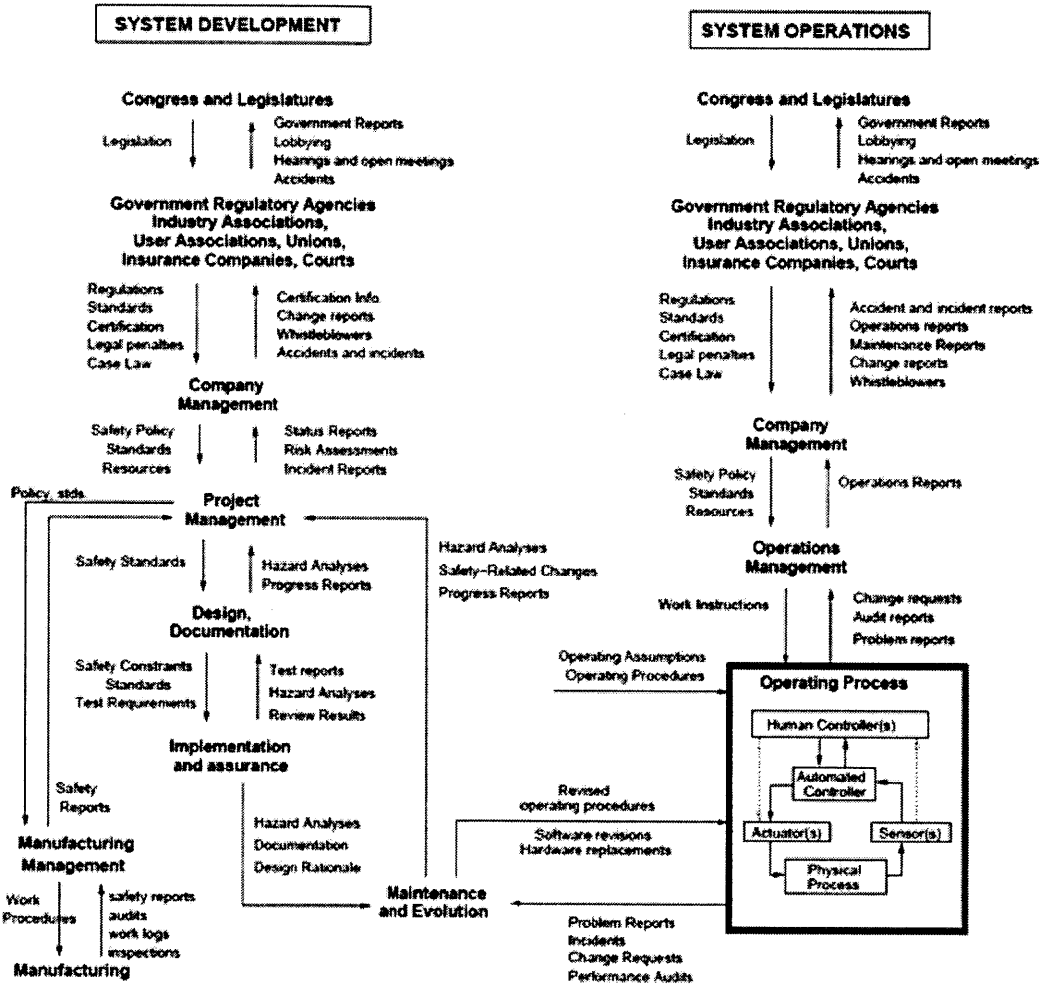 SYSTEM DEVELOPMENT
Congress and Legislatures
Legislation
Government Reports
Lobbying
Hearings and open meetings
Accidents
Government Regulatory Agencies
Industry Associations,
User Associations, Unions,
Insurance Companies, Courts
Regulations
Standards
Certification
Legal penalties
Case Law
Certification Info.
Change reports
Whistleblowers
Accidents and incidents
Company
Management
Safety Policy
Standards
Resources
Status Reports
Risk Assessments
Incident Reports
Policy, stds.
Project
Management
Safety Standards
Hazard Analyses
Progress Reports
Design,
Documentation
Safety Constraints
Standards
Test Requirements
Test reports
Hazard Analyses
Review Results
Implementation
and assurance
Safety
Reports
Hazard Analyses
Documentation
Design Rationale
Manufacturing
Management
Work
Procedures
safety reports
audits
work logs
inspections
Manufacturing
Hazard Analyses
Safety-Related Changes
Progress Reports
Maintenance
and Evolution
SYSTEM OPERATIONS
Congress and Legislatures
Legislation
Government Reports
Lobbying
Hearings and open meetings
Accidents
Government Regulatory Agencies
Industry Associations,
User Associations, Unions,
Insurance Companies, Courts
Regulations
Standards
Certification
Legal penalties
Case Law
Accident and incident reports
Operations reports
Maintenance Reports
Change reports
Whistleblowers
Company
Management
Safety Policy
Standards
Resources
Operations Reports
Operations
Management
Work Instructions
Change requests
Audit reports
Problem reports
Operating Assumptions
Operating Procedures
Operating Process
Human Controller(s)
Automated
Controller
Actuator(s)
Sensor(s)
Physical
Process
Revised
operating procedures
Software revisions
Hardware replacements
Problem Reports
Incidents
Change Requests
Performance Audits